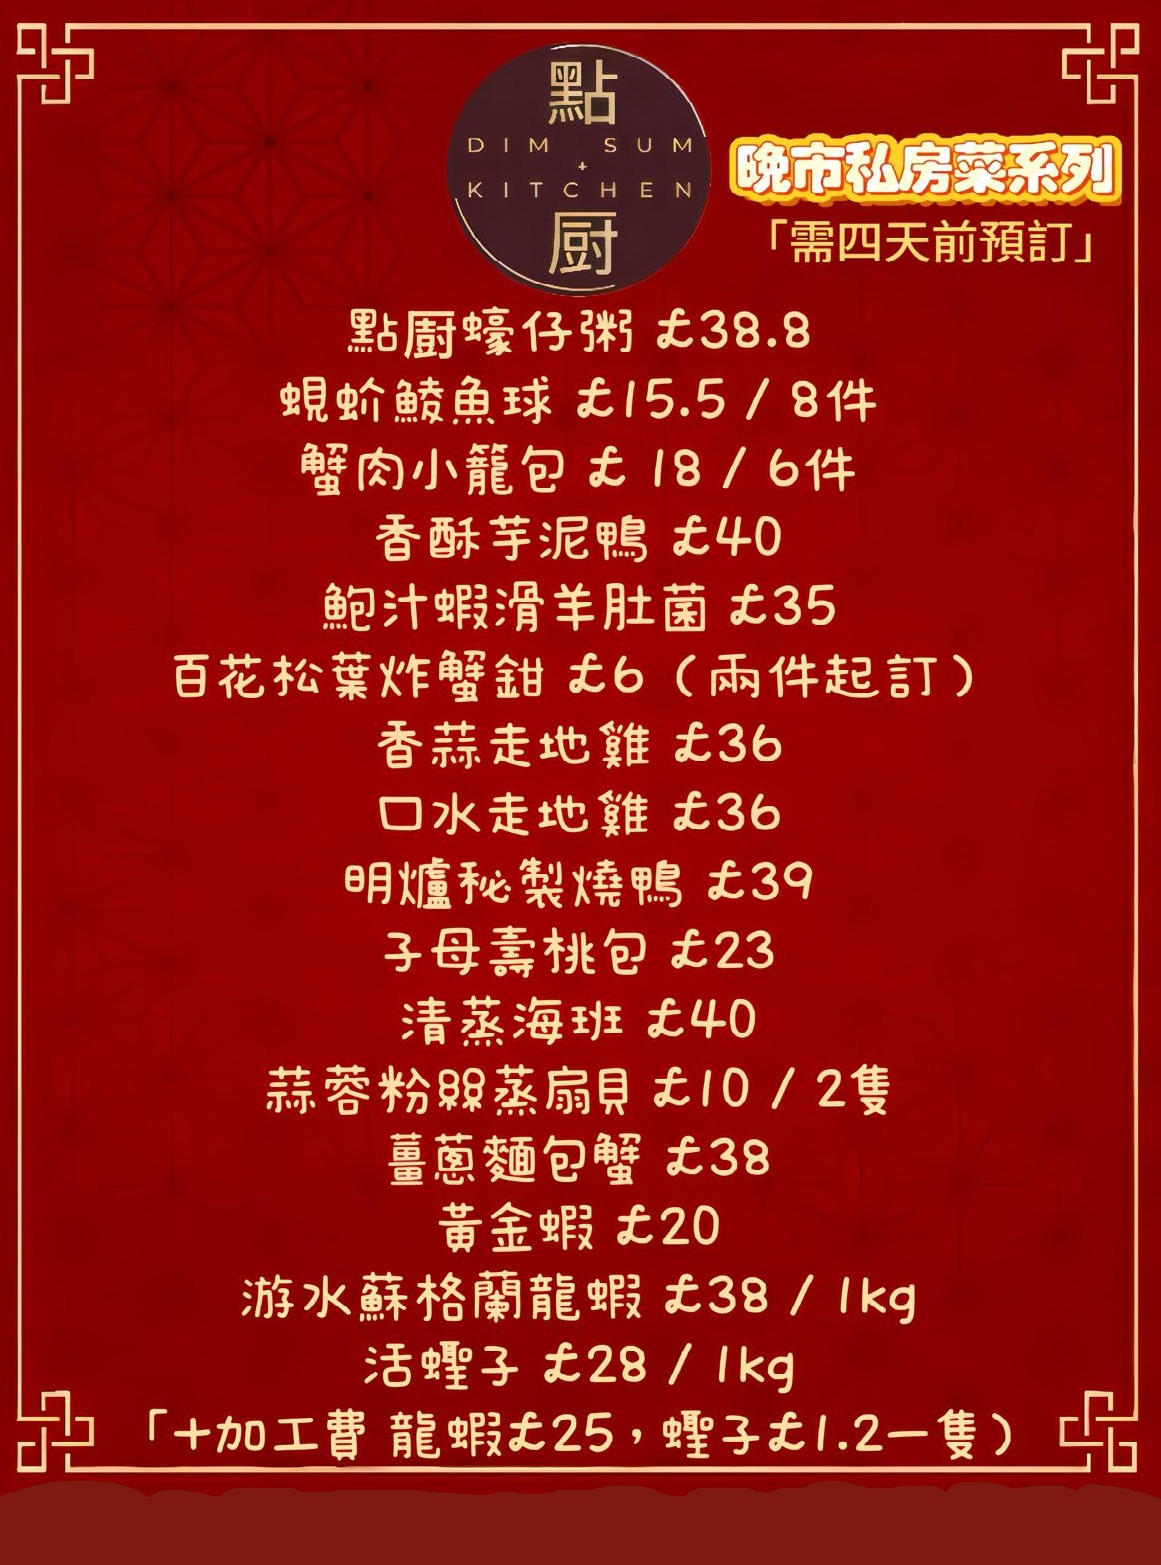 點
DIM SUM
+
KITCHEN
厨
晚市私房菜系列
「需四天前預訂」
點廚蠔仔粥 £38.8
蜆蚧鯪魚球 £15.5 / 8件
蟹肉小籠包 £ 18 / 6件
香酥芋泥鴨 £40
鮑汁蝦滑羊肚菌 £35
百花松葉炸蟹鉗 £6（兩件起訂）
香蒜走地雞 £36
口水走地雞 £36
明爐秘製燒鴨 £39
子母壽桃包 £23
清蒸海班 £40
蒜蓉粉絲蒸扇貝 £10 / 2隻
薑蔥麵包蟹 £38
黃金蝦 £20
游水蘇格蘭龍蝦 £38 / 1kg
活蟶子 £28 / 1kg
「+加工費 龍蝦£25，蟶子£1.2一隻）